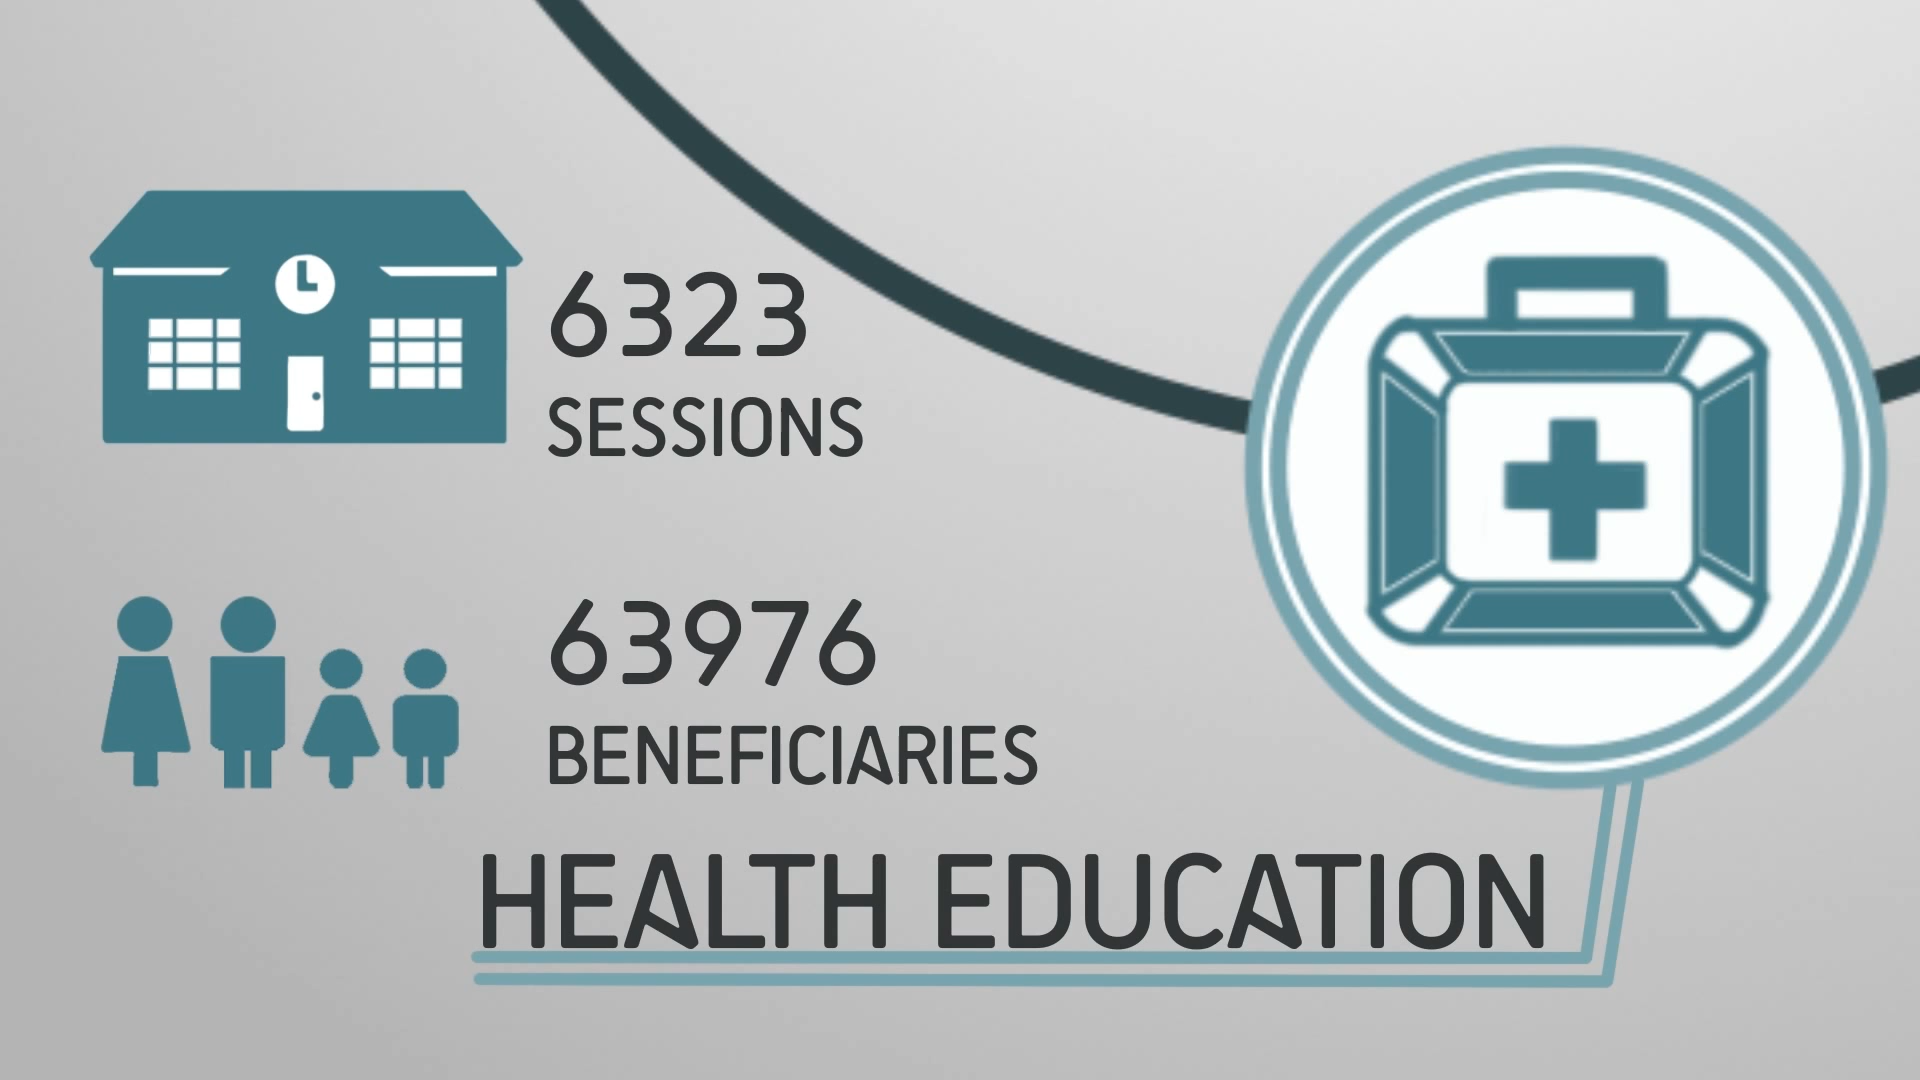 6323
SESSIONS
63976
BENEFICIARIES
HEALTH EDUCATION